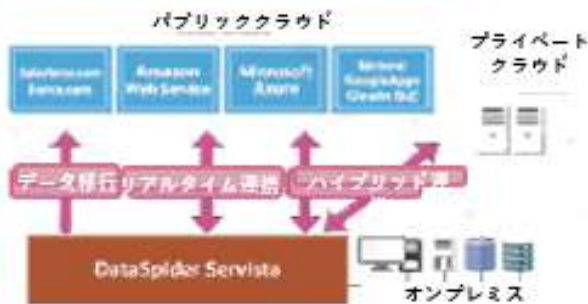 パブリッククラウド
プライベート
クラウド
Salesforce.com
Force.com
Amazon
Web Service
Microsoft
Azure
GoogleApps
データ移行
リアルタイム連携
ハイブリッド連
DataSpider Servista
オンプレミス